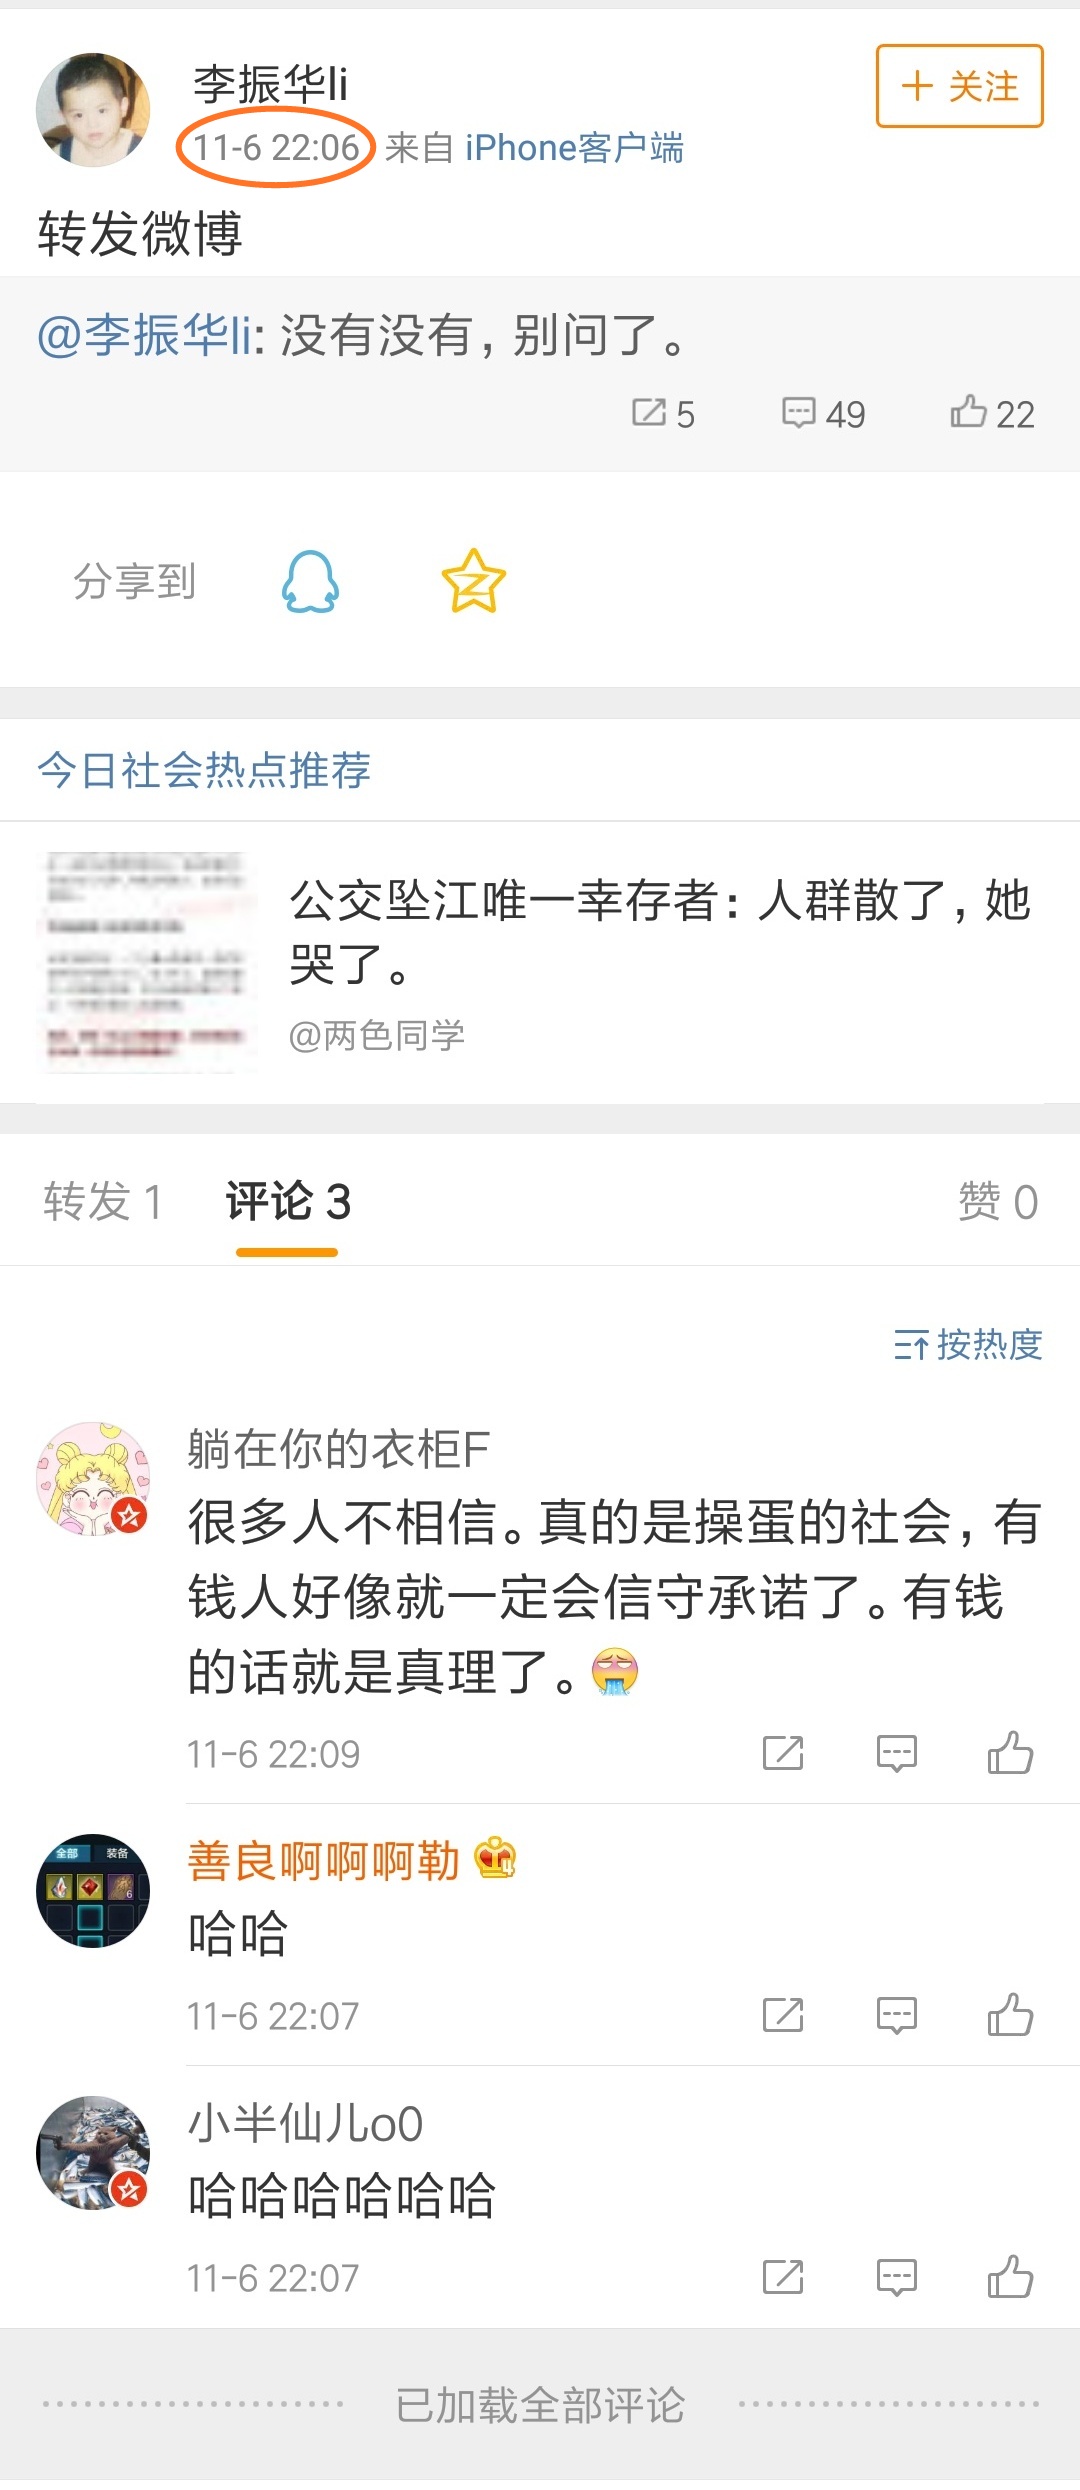 李振华li
11-6 22:06 来自 iPhone客户端
+ 关注
转发微博
@李振华li: 没有没有，别问了。
5 49 22
分享到
今日社会热点推荐
公交坠江唯一幸存者：人群散了，她
哭了。
@两色同学
转发 1 评论 3 赞 0
按热度
躺在你的衣柜F
很多人不相信。真的是操蛋的社会，有
钱人好像就一定会信守承诺了。有钱
的话就是真理了。
11-6 22:09
全部 装备
6
善良啊啊啊勒
4
哈哈
11-6 22:07
小半仙儿o0
哈哈哈哈哈哈
11-6 22:07
已加载全部评论